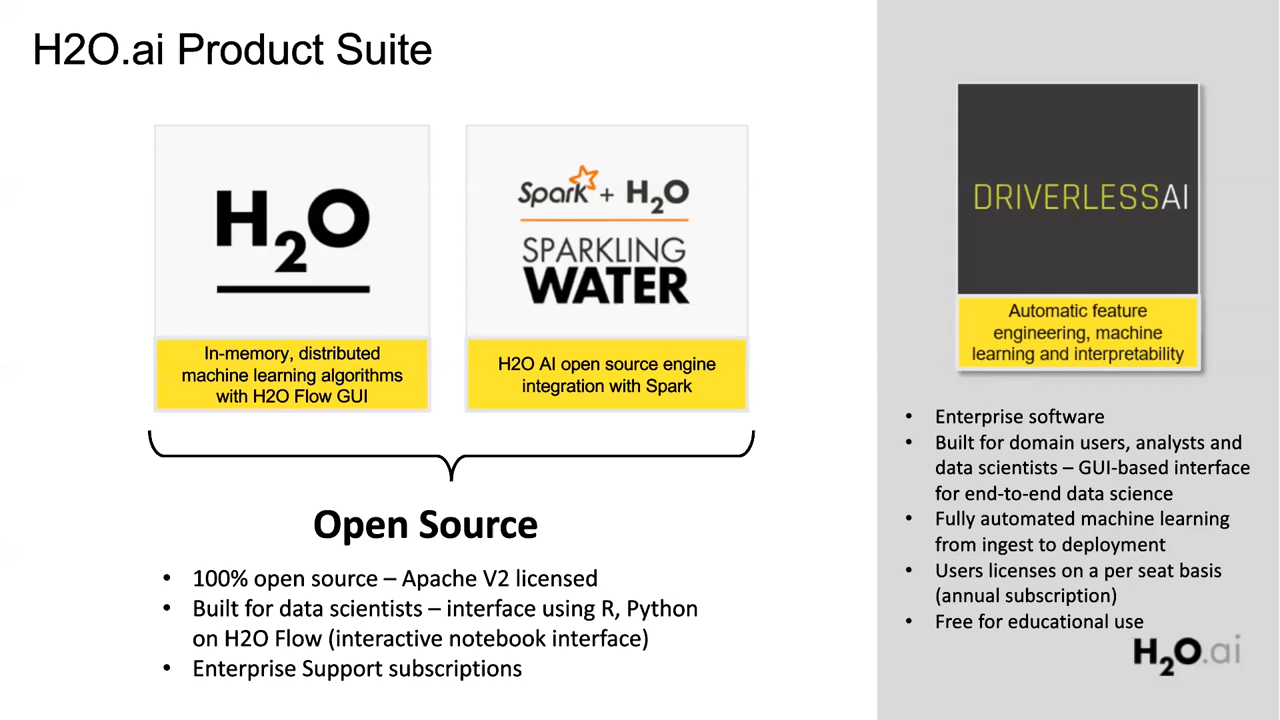 H2O.ai Product Suite
H2O
In-memory, distributed
machine learning algorithms
with H2O Flow GUI
Spark + H2O
SPARKLING
WATER
H2O AI open source engine
integration with Spark
Open Source
• 100% open source – Apache V2 licensed
• Built for data scientists – interface using R, Python
on H2O Flow (interactive notebook interface)
• Enterprise Support subscriptions
DRIVERLESSAI
Automatic feature
engineering, machine
learning and interpretability
• Enterprise software
• Built for domain users, analysts and
data scientists – GUI-based interface
for end-to-end data science
• Fully automated machine learning
from ingest to deployment
• Users licenses on a per seat basis
(annual subscription)
• Free for educational use
H2O.ai